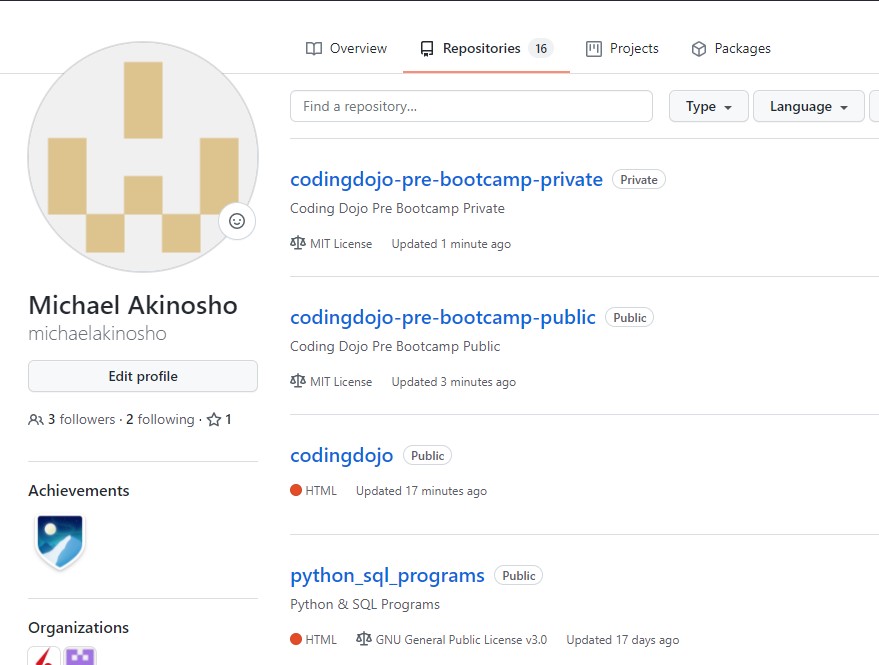 Overview Repositories 16 Projects Packages
Find a repository... Type Language
codingdojo-pre-bootcamp-private Private
Coding Dojo Pre Bootcamp Private
MIT License Updated 1 minute ago
Michael Akinosho
michaelakinosho
Edit profile
3 followers · 2 following · 1
Achievements
Organizations
codingdojo-pre-bootcamp-public Public
Coding Dojo Pre Bootcamp Public
MIT License Updated 3 minutes ago
codingdojo Public
HTML Updated 17 minutes ago
python_sql_programs Public
Python & SQL Programs
HTML GNU General Public License v3.0 Updated 17 days ago